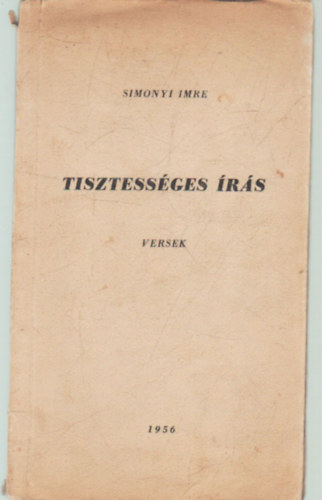 SIMONYI IMRE
TISZTESSÉGES ÍRÁS
VERSEK
1956